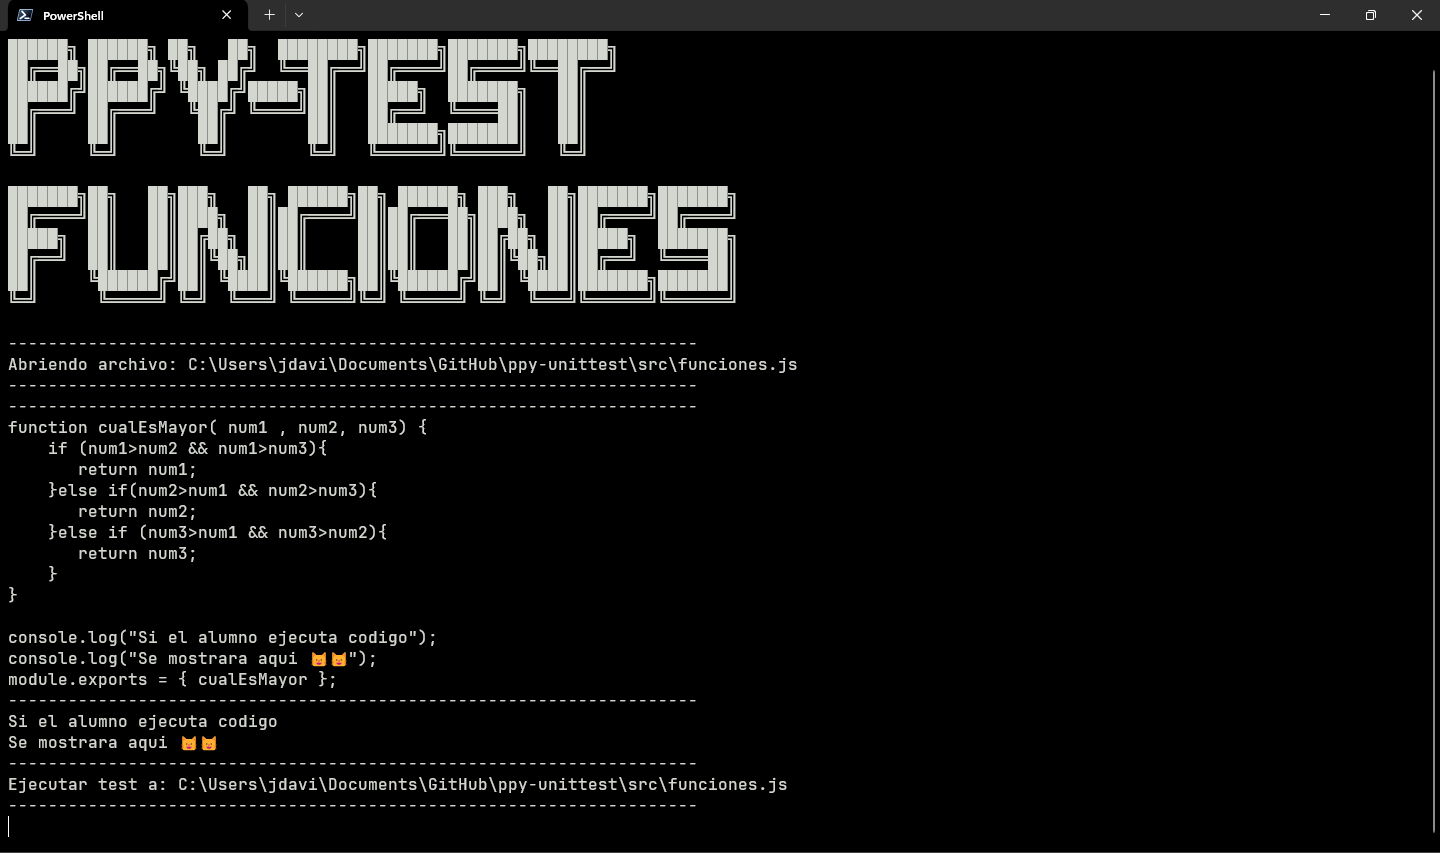 PowerShell
PPY-TEST
FUNCIONES
---------------------------------------------------------------------
Abriendo archivo: C:\Users\jdavi\Documents\GitHub\ppy-unittest\src\funciones.js
---------------------------------------------------------------------
---------------------------------------------------------------------
function cualEsMayor( num1 , num2, num3) {
    if (num1>num2 && num1>num3){
       return num1;
    }else if(num2>num1 && num2>num3){
       return num2;
    }else if (num3>num1 && num3>num2){
       return num3;
    }
}
console.log("Si el alumno ejecuta codigo");
console.log("Se mostrara aqui 😺😺");
module.exports = { cualEsMayor };
---------------------------------------------------------------------
Si el alumno ejecuta codigo
Se mostrara aqui 😺😺
---------------------------------------------------------------------
Ejecutar test a: C:\Users\jdavi\Documents\GitHub\ppy-unittest\src\funciones.js
---------------------------------------------------------------------